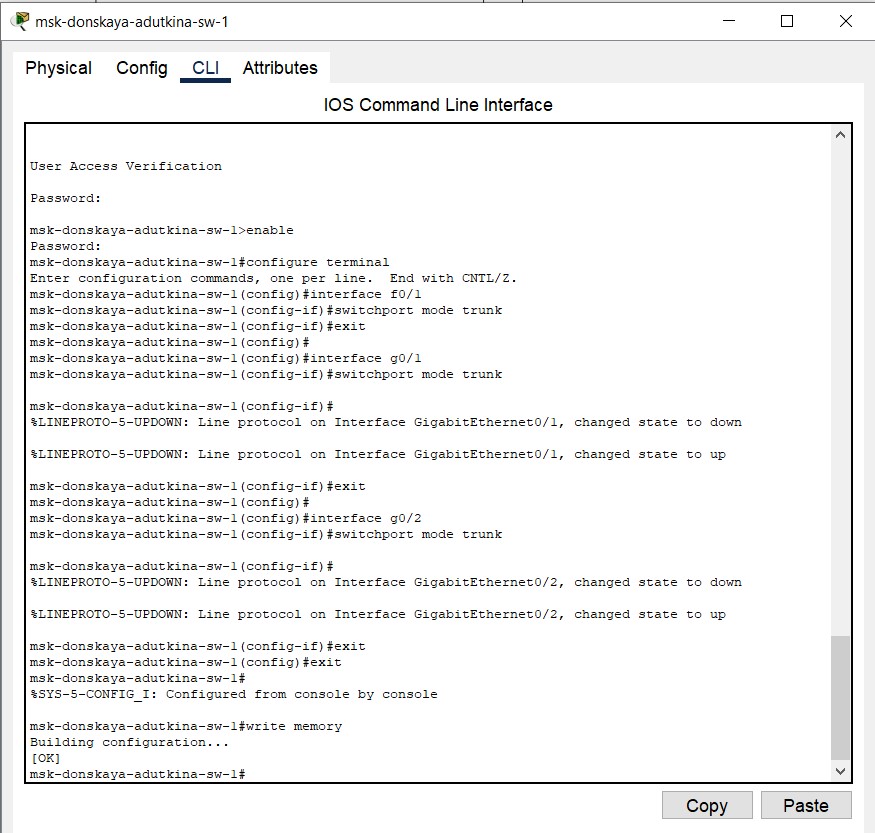 msk-donskaya-adutkina-sw-1
Physical Config CLI Attributes
IOS Command Line Interface
User Access Verification
Password:
msk-donskaya-adutkina-sw-1>enable
Password:
msk-donskaya-adutkina-sw-1#configure terminal
Enter configuration commands, one per line.  End with CNTL/Z.
msk-donskaya-adutkina-sw-1(config)#interface f0/1
msk-donskaya-adutkina-sw-1(config-if)#switchport mode trunk
msk-donskaya-adutkina-sw-1(config-if)#exit
msk-donskaya-adutkina-sw-1(config)#
msk-donskaya-adutkina-sw-1(config)#interface g0/1
msk-donskaya-adutkina-sw-1(config-if)#switchport mode trunk
msk-donskaya-adutkina-sw-1(config-if)#
%LINEPROTO-5-UPDOWN: Line protocol on Interface GigabitEthernet0/1, changed state to down
%LINEPROTO-5-UPDOWN: Line protocol on Interface GigabitEthernet0/1, changed state to up
msk-donskaya-adutkina-sw-1(config-if)#exit
msk-donskaya-adutkina-sw-1(config)#
msk-donskaya-adutkina-sw-1(config)#interface g0/2
msk-donskaya-adutkina-sw-1(config-if)#switchport mode trunk
msk-donskaya-adutkina-sw-1(config-if)#
%LINEPROTO-5-UPDOWN: Line protocol on Interface GigabitEthernet0/2, changed state to down
%LINEPROTO-5-UPDOWN: Line protocol on Interface GigabitEthernet0/2, changed state to up
msk-donskaya-adutkina-sw-1(config-if)#exit
msk-donskaya-adutkina-sw-1(config)#exit
msk-donskaya-adutkina-sw-1#
%SYS-5-CONFIG_I: Configured from console by console
msk-donskaya-adutkina-sw-1#write memory
Building configuration...
[OK]
msk-donskaya-adutkina-sw-1#
Copy Paste